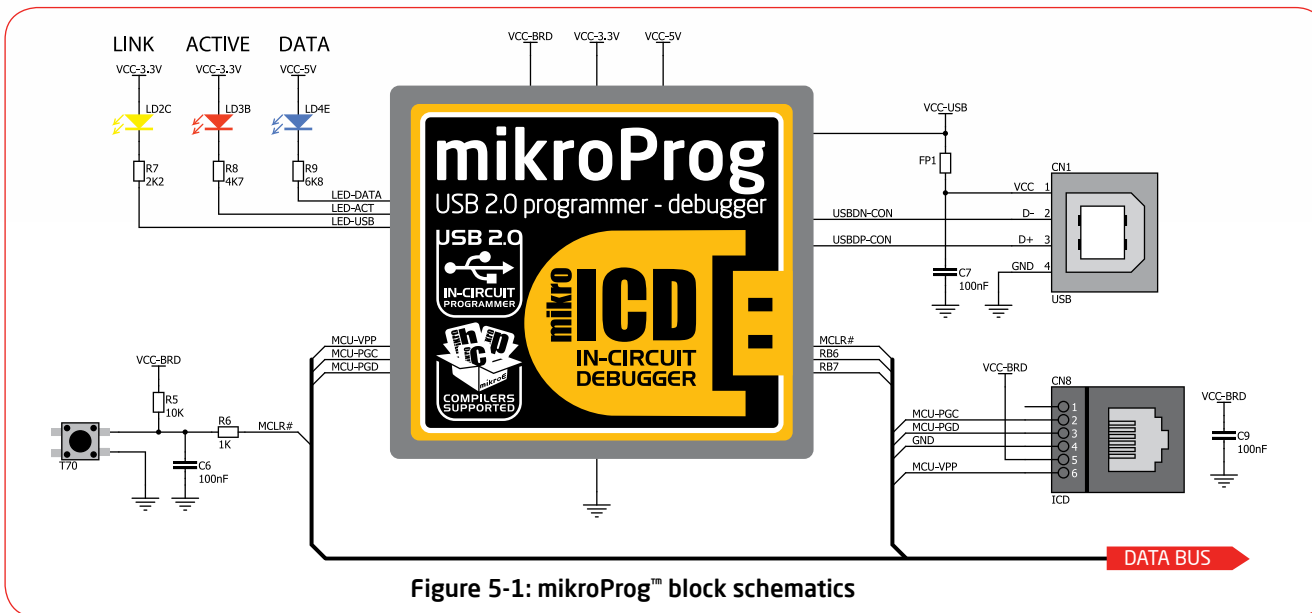 LINK ACTIVE DATA
VCC-3.3V VCC-3.3V VCC-5V
LD2C LD3B LD4E
R7
2K2
R8
4K7
R9
6K8
LED-DATA
LED-ACT
LED-USB
VCC-BRD VCC-3.3V VCC-5V
mikroProg
USB 2.0 programmer - debugger
USB 2.0
IN-CIRCUIT
PROGRAMMER
mikroE
COMPILERS
SUPPORTED
mikro
ICD
IN-CIRCUIT
DEBUGGER
VCC-USB
FP1
CN1
VCC 1
USBDN-CON D- 2
USBDP-CON D+ 3
GND 4
USB
C7
100nF
MCU-VPP
MCU-PGC
MCU-PGD
MCLR#
RB6
RB7
VCC-BRD
R5
10K
R6
1K
MCLR#
C6
100nF
T70
VCC-BRD
CN8
1
MCU-PGC 2
MCU-PGD 3
GND 4
5
MCU-VPP 6
ICD
VCC-BRD
C9
100nF
DATA BUS
Figure 5-1: mikroProg™ block schematics